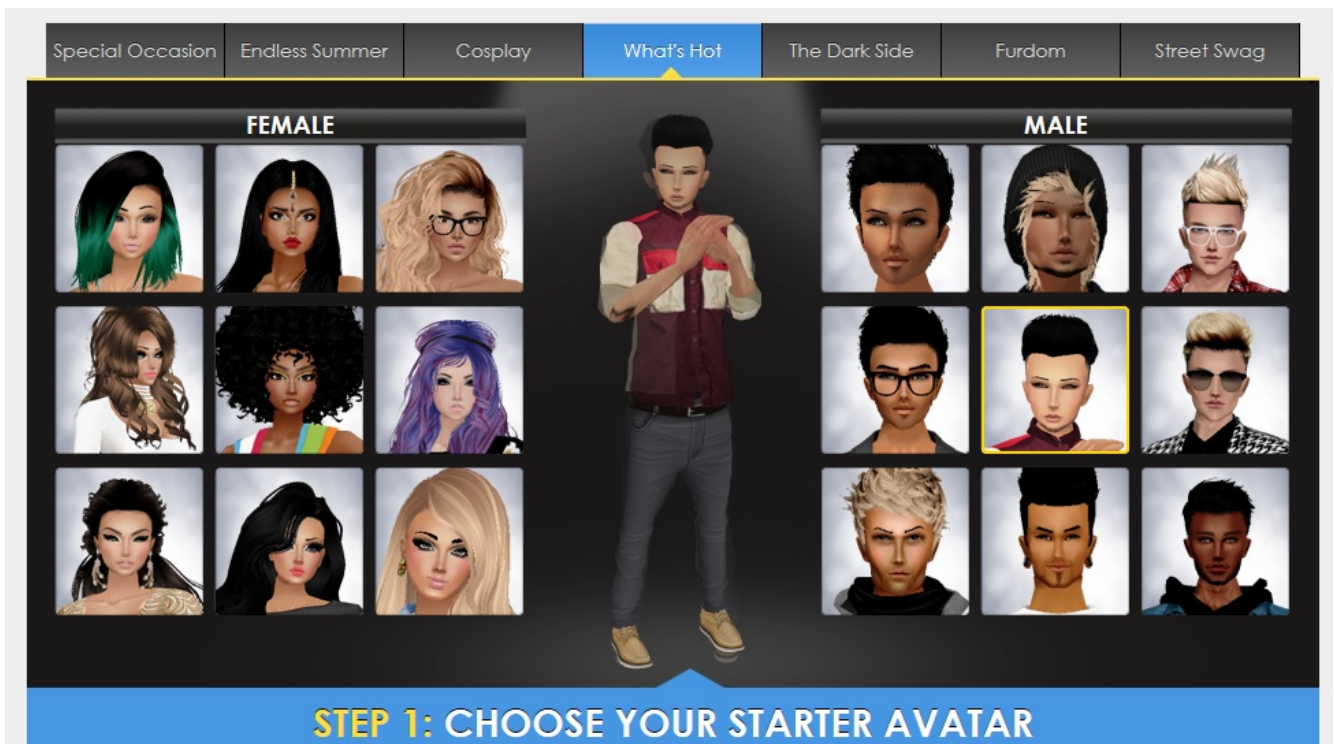 Special Occasion
Endless Summer
Cosplay
What's Hot
The Dark Side
Furdom
Street Swag
FEMALE
MALE
STEP 1: CHOOSE YOUR STARTER AVATAR